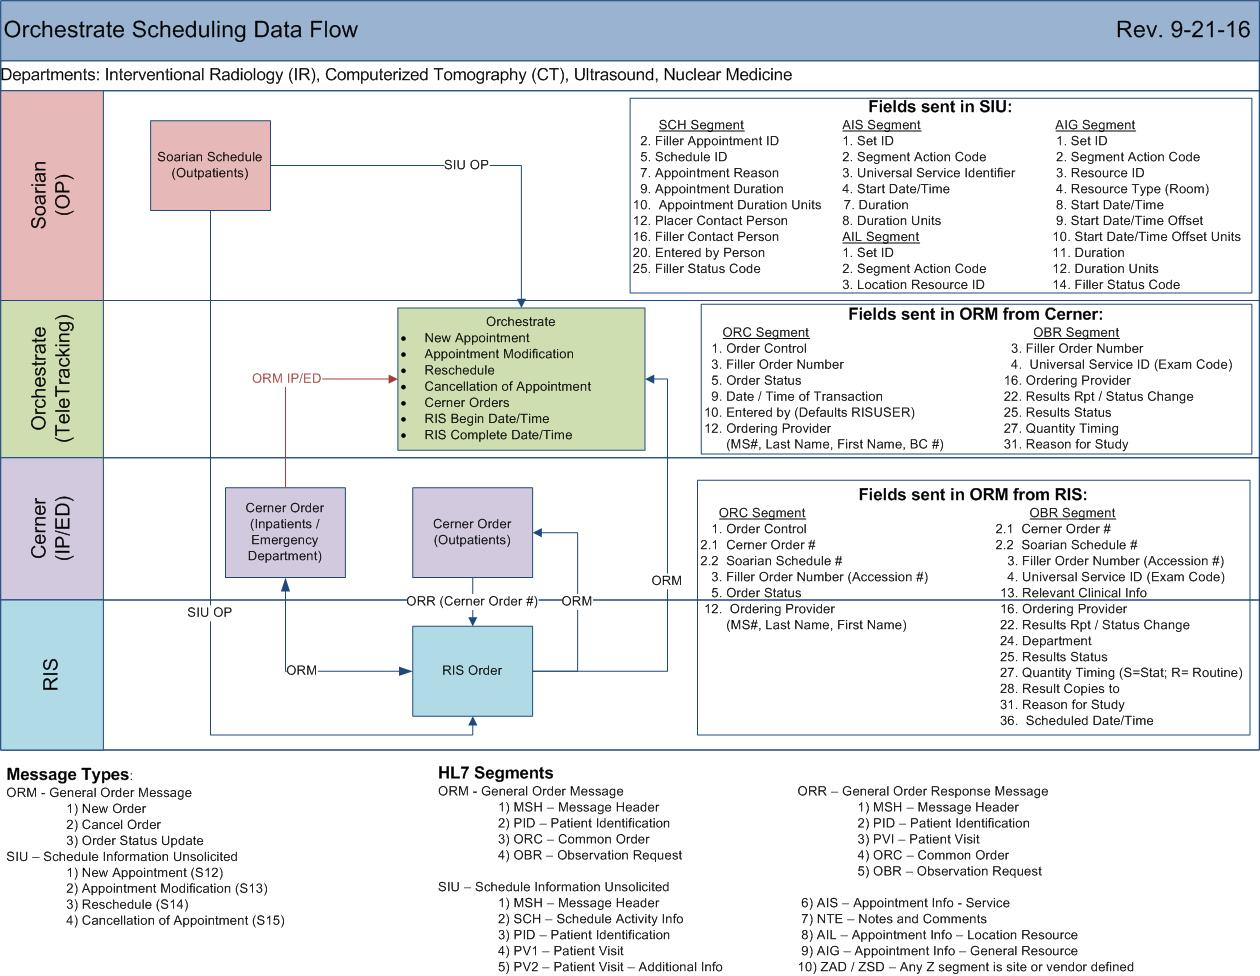 Orchestrate Scheduling Data Flow
Rev. 9-21-16
Departments: Interventional Radiology (IR), Computerized Tomography (CT), Ultrasound, Nuclear Medicine
Soarian
(OP)
Soarian Schedule
(Outpatients)
SIU OP
Fields sent in SIU:
SCH Segment
2. Filler Appointment ID
5. Schedule ID
7. Appointment Reason
9. Appointment Duration
10. Appointment Duration Units
12. Placer Contact Person
16. Filler Contact Person
20. Entered by Person
25. Filler Status Code
AIS Segment
1. Set ID
2. Segment Action Code
3. Universal Service Identifier
4. Start Date/Time
7. Duration
8. Duration Units
AIL Segment
1. Set ID
2. Segment Action Code
3. Location Resource ID
AIG Segment
1. Set ID
2. Segment Action Code
3. Resource ID
4. Resource Type (Room)
8. Start Date/Time
9. Start Date/Time Offset
10. Start Date/Time Offset Units
11. Duration
12. Duration Units
14. Filler Status Code
Orchestrate
(TeleTracking)
ORM IP/ED
Orchestrate
• New Appointment
• Appointment Modification
• Reschedule
• Cancellation of Appointment
• Cerner Orders
• RIS Begin Date/Time
• RIS Complete Date/Time
Fields sent in ORM from Cerner:
ORC Segment
1. Order Control
3. Filler Order Number
5. Order Status
9. Date / Time of Transaction
10. Entered by (Defaults RISUSER)
12. Ordering Provider
(MS#, Last Name, First Name, BC #)
OBR Segment
3. Filler Order Number
4. Universal Service ID (Exam Code)
16. Ordering Provider
22. Results Rpt / Status Change
25. Results Status
27. Quantity Timing
31. Reason for Study
Cerner
(IP/ED)
Cerner Order
(Inpatients /
Emergency
Department)
Cerner Order
(Outpatients)
ORM
ORR (Cerner Order #)
ORM
SIU OP
Fields sent in ORM from RIS:
ORC Segment
1. Order Control
2.1 Cerner Order #
2.2 Soarian Schedule #
3. Filler Order Number (Accession #)
5. Order Status
12. Ordering Provider
(MS#, Last Name, First Name)
OBR Segment
2.1 Cerner Order #
2.2 Soarian Schedule #
3. Filler Order Number (Accession #)
4. Universal Service ID (Exam Code)
13. Relevant Clinical Info
16. Ordering Provider
22. Results Rpt / Status Change
24. Department
25. Results Status
27. Quantity Timing (S=Stat; R= Routine)
28. Result Copies to
31. Reason for Study
36. Scheduled Date/Time
RIS
ORM
RIS Order
Message Types:
ORM - General Order Message
1) New Order
2) Cancel Order
3) Order Status Update
SIU – Schedule Information Unsolicited
1) New Appointment (S12)
2) Appointment Modification (S13)
3) Reschedule (S14)
4) Cancellation of Appointment (S15)
HL7 Segments
ORM - General Order Message
1) MSH – Message Header
2) PID – Patient Identification
3) ORC – Common Order
4) OBR – Observation Request
ORR – General Order Response Message
1) MSH – Message Header
2) PID – Patient Identification
3) PVI – Patient Visit
4) ORC – Common Order
5) OBR – Observation Request
SIU – Schedule Information Unsolicited
1) MSH – Message Header
2) SCH – Schedule Activity Info
3) PID – Patient Identification
4) PV1 – Patient Visit
5) PV2 – Patient Visit – Additional Info
6) AIS – Appointment Info - Service
7) NTE – Notes and Comments
8) AIL – Appointment Info – Location Resource
9) AIG – Appointment Info – General Resource
10) ZAD / ZSD – Any Z segment is site or vendor defined